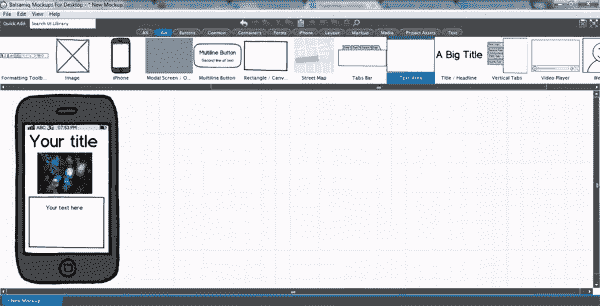 Balsamiq Mockups For Desktop - * New Mockup
File Edit View Help
Quick Add Search UI Library
All Big Buttons Common Containers Forms iPhone Layout Markup Media Project Assets Text
Formatting Toolb... Image iPhone Modal Screen / O... Multiline Button Rectangle / Canv... Street Map Tabs Bar Text Area Title / Headline Vertical Tabs Video Player
Multiline Button
Second line of text
A Big Title
ABC 3G 07:53 PM
Your title
Your text here
New Mockup